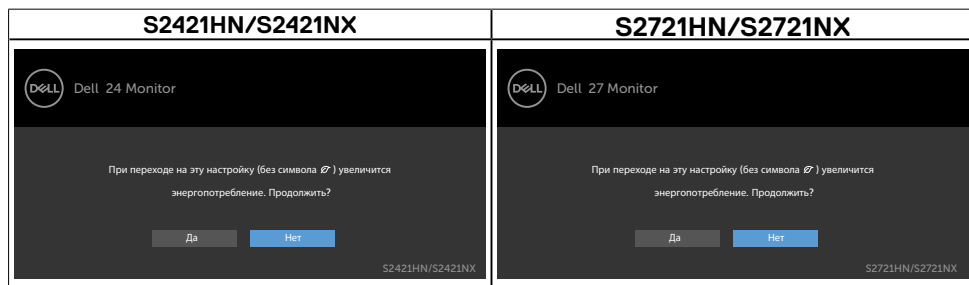 S2421HN/S2421NX
DELL
Dell 24 Monitor
При переходе на эту настройку (без символа ) увеличится
энергопотребление. Продолжить?
Да
Нет
S2421HN/S2421NX
S2721HN/S2721NX
DELL
Dell 27 Monitor
При переходе на эту настройку (без символа ) увеличится
энергопотребление. Продолжить?
Да
Нет
S2721HN/S2721NX